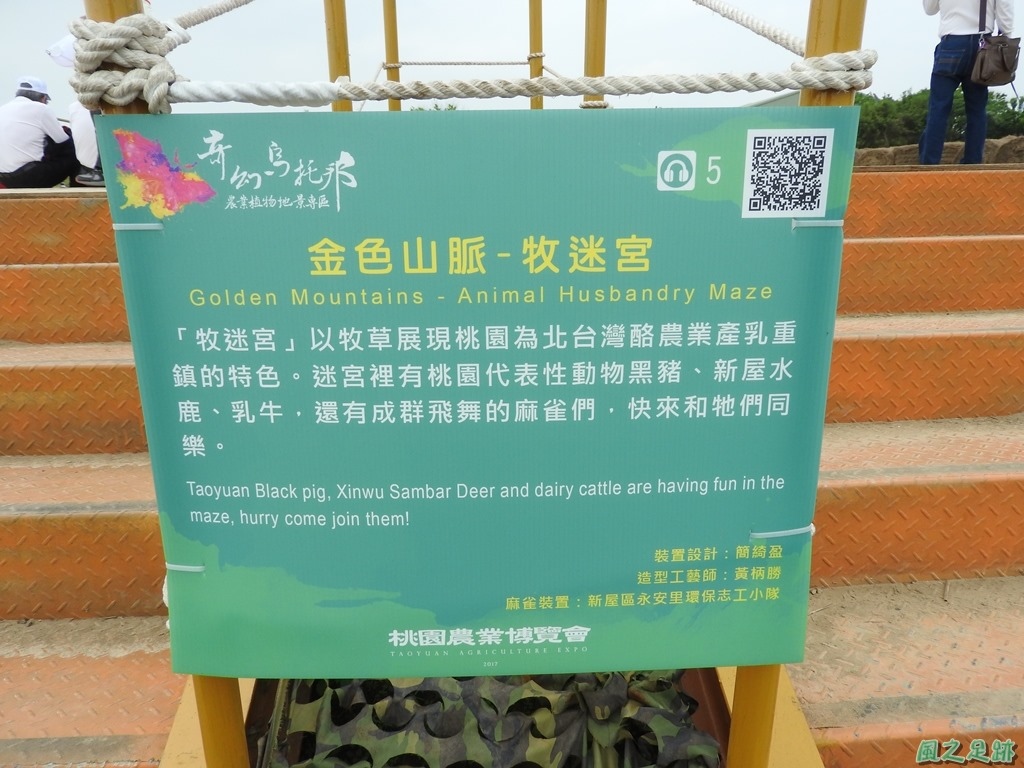 奇幻烏托邦
農業植物地景專區
5
金色山脈-牧迷宮
Golden Mountains - Animal Husbandry Maze
「牧迷宮」以牧草展現桃園為北台灣酪農業產乳重
鎮的特色。迷宮裡有桃園代表性動物黑豬、新屋水
鹿、乳牛，還有成群飛舞的麻雀們，快來和牠們同
樂。
Taoyuan Black pig, Xinwu Sambar Deer and dairy cattle are having fun in the
maze, hurry come join them!
裝置設計：簡綺盈
造型工藝師：黃柄勝
麻雀裝置：新屋區永安里環保志工小隊
桃園農業博覽會
TAOYUAN AGRICULTURE EXPO
2017
風之足跡